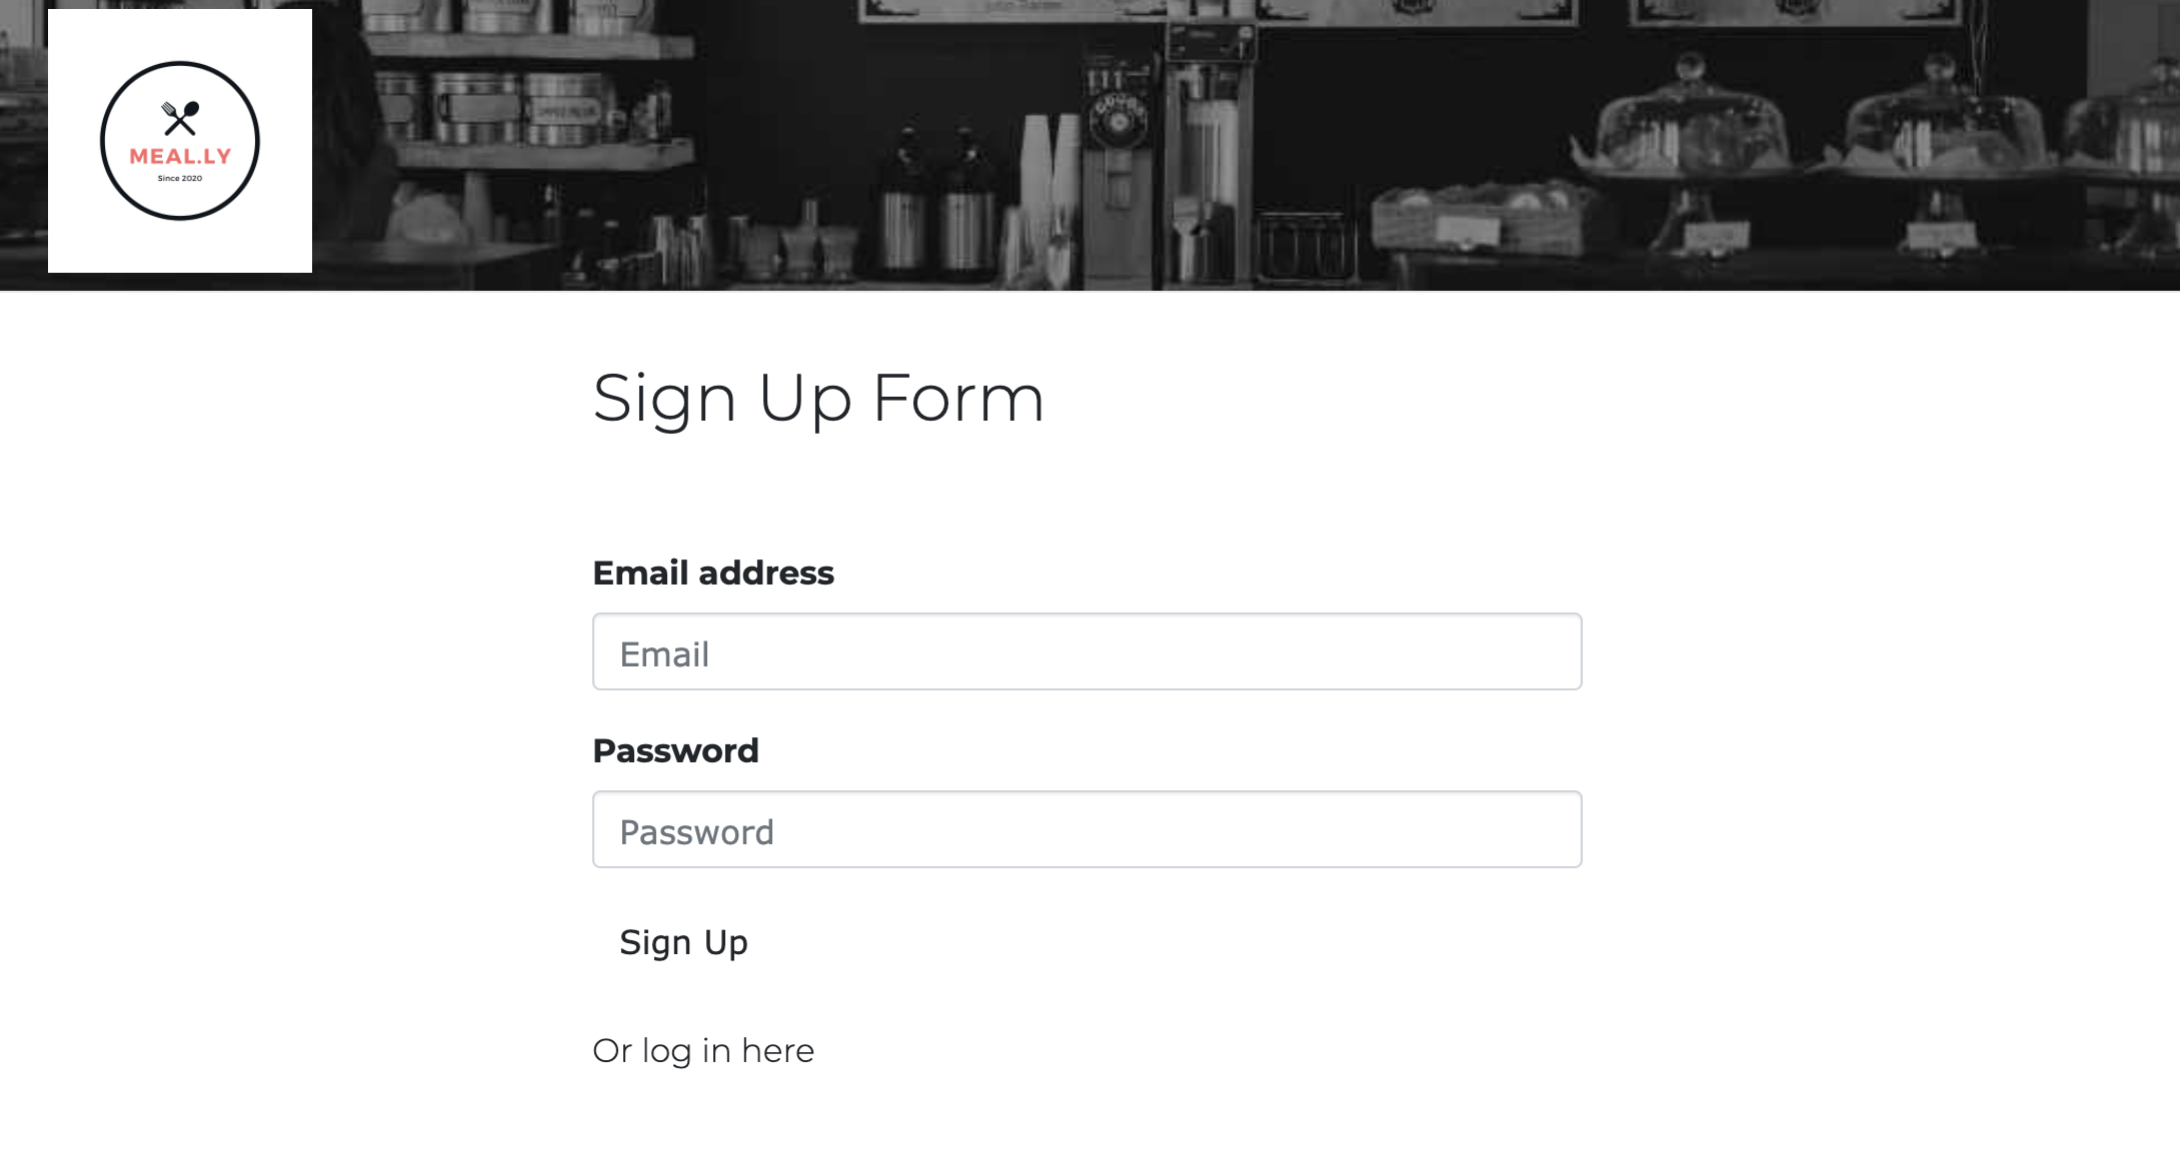 MEAL.LY
Since 2020
Sign Up Form
Email address
Email
Password
Password
Sign Up
Or log in here